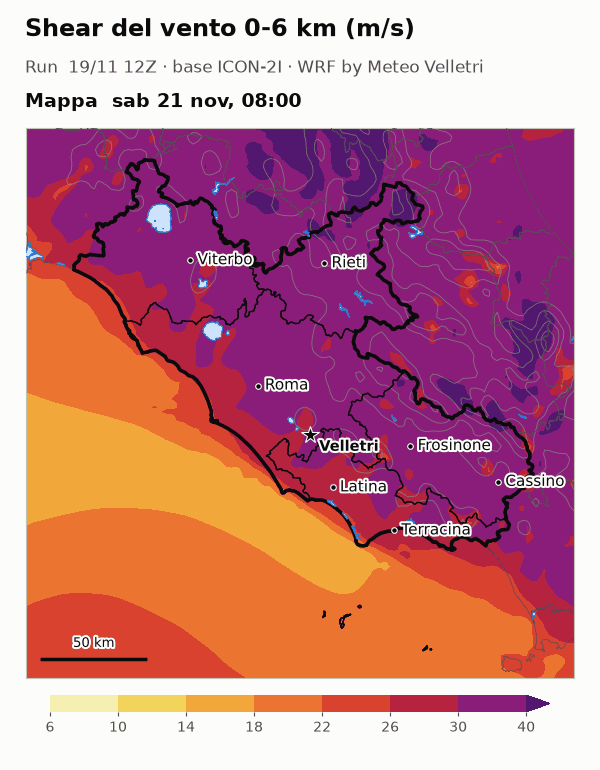 Shear del vento 0-6 km (m/s)
Run  19/11 12Z · base ICON-2I · WRF by Meteo Velletri
Mappa  sab 21 nov, 08:00
Viterbo
Rieti
Roma
Velletri
Frosinone
Cassino
Latina
Terracina
50 km
6 10 14 18 22 26 30 40